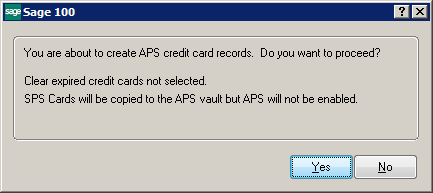 sage Sage 100
You are about to create APS credit card records.  Do you want to proceed?
Clear expired credit cards not selected.
SPS Cards will be copied to the APS vault but APS will not be enabled.
Yes No